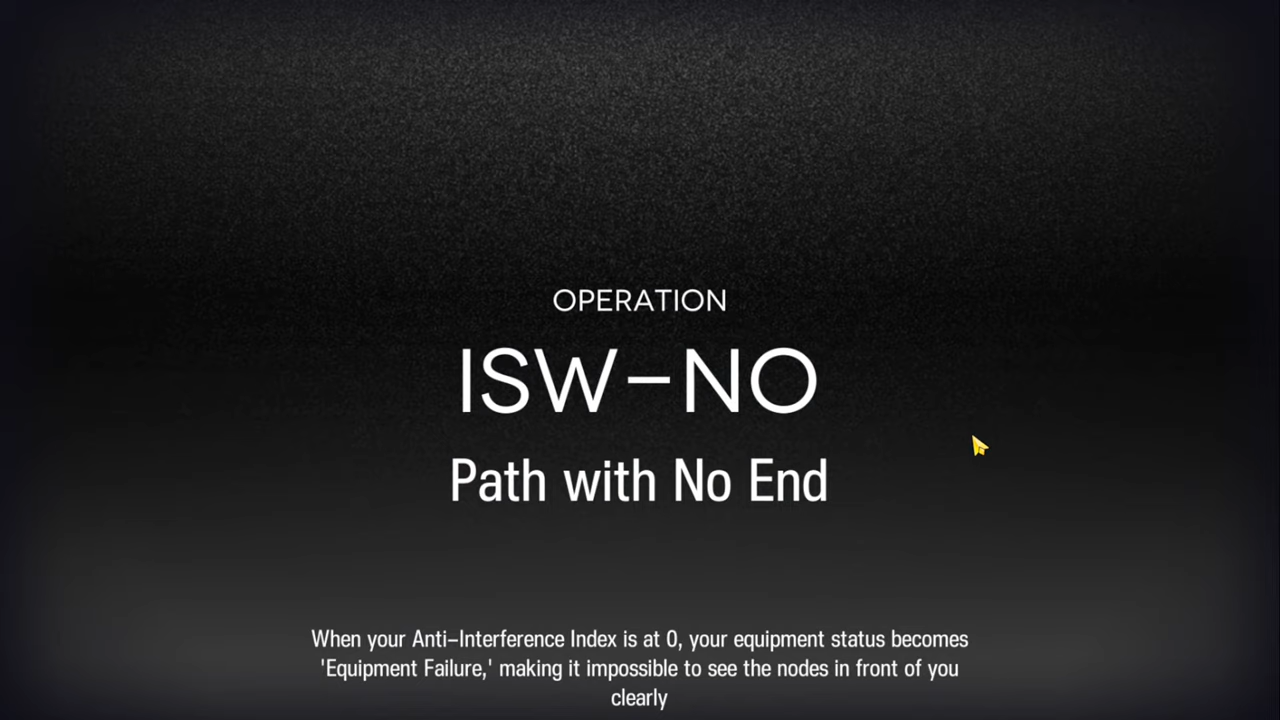 OPERATION
ISW-NO
Path with No End
When your Anti-Interference Index is at 0, your equipment status becomes
'Equipment Failure,' making it impossible to see the nodes in front of you
clearly